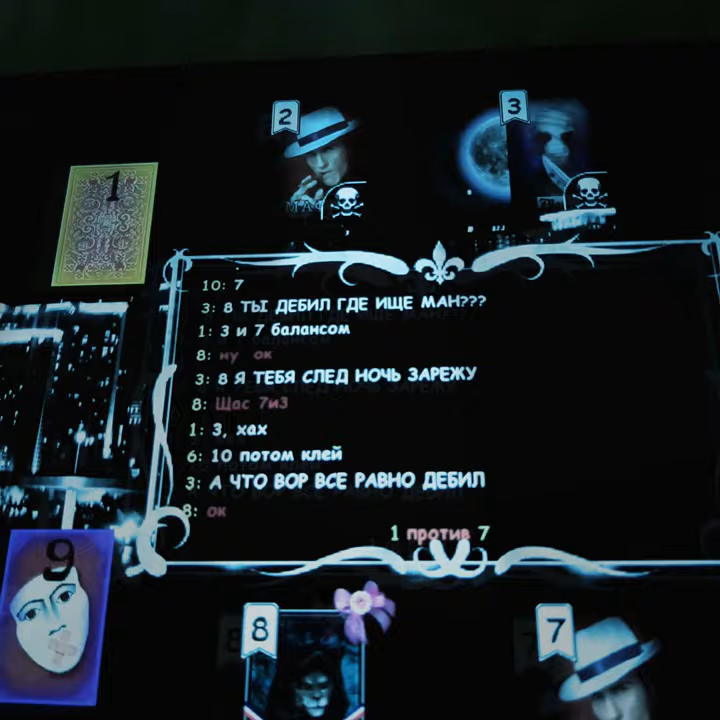 1
2
3
10: 7
3: 8 ТЫ ДЕБИЛ ГДЕ ИЩЕ МАН???
1: 3 и 7 балансом
8: ну ок
3: 8 Я ТЕБЯ СЛЕД НОЧЬ ЗАРЕЖУ
8: Щас 7и3
1: 3, хах
6: 10 потом клей
3: А ЧТО ВОР ВСЕ РАВНО ДЕБИЛ
8: ок
1 против 7
9
8
7